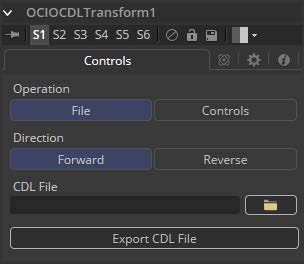 OCIOCDLTransform1
S1 S2 S3 S4 S5 S6
Controls
Operation
File Controls
Direction
Forward Reverse
CDL File
Export CDL File